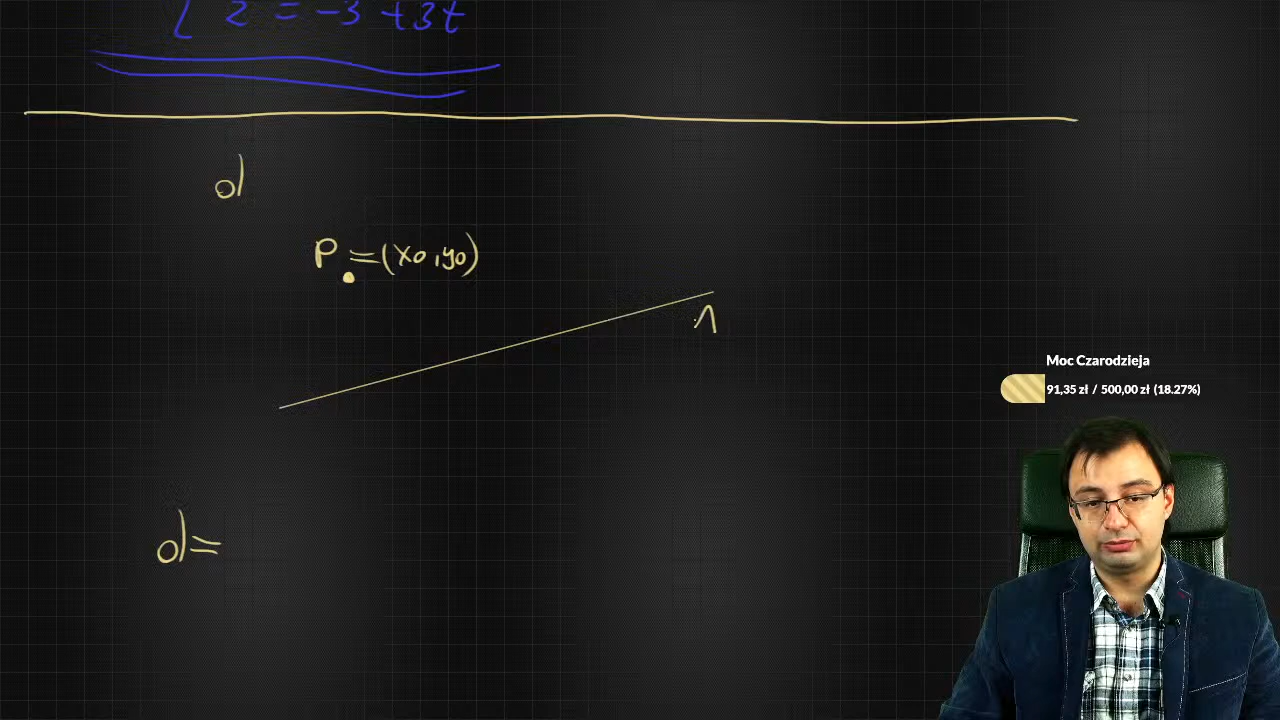 z = -3 + 3t
d
P = (x0, y0)
d =
Moc Czarodzieja
91,35 zł / 500,00 zł (18.27%)